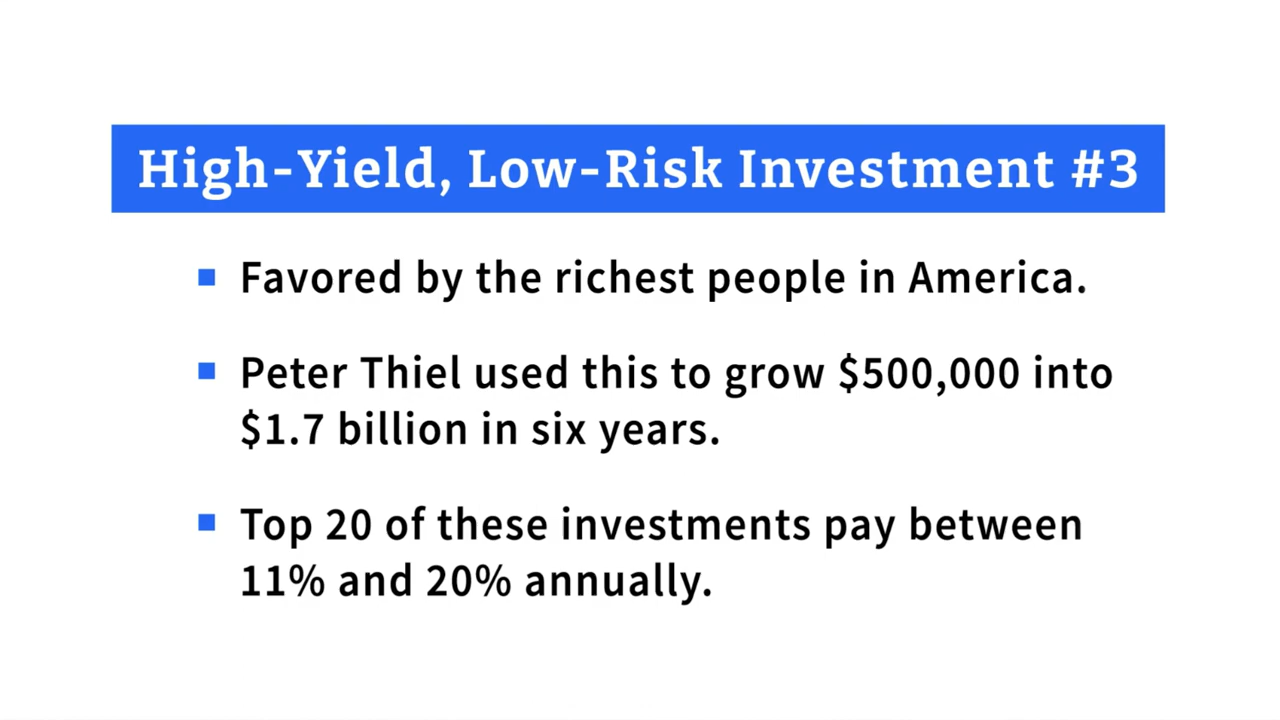 High-Yield, Low-Risk Investment #3
Favored by the richest people in America.
Peter Thiel used this to grow $500,000 into
$1.7 billion in six years.
Top 20 of these investments pay between
11% and 20% annually.